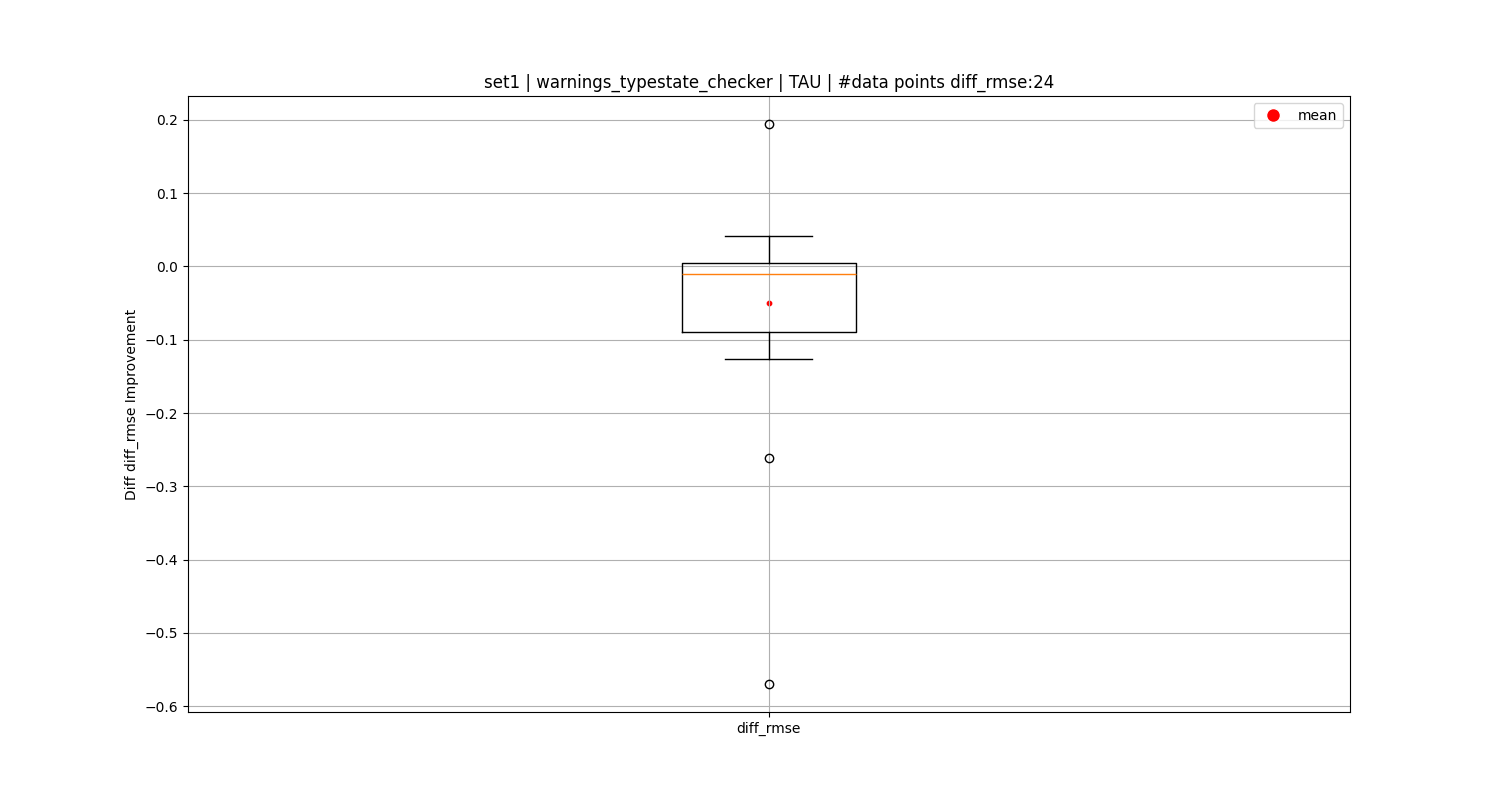 set1 | warnings_typestate_checker | TAU | #data points diff_rmse:24
mean
0.2
0.1
0.0
−0.1
−0.2
−0.3
−0.4
−0.5
−0.6
Diff diff_rmse Improvement
diff_rmse